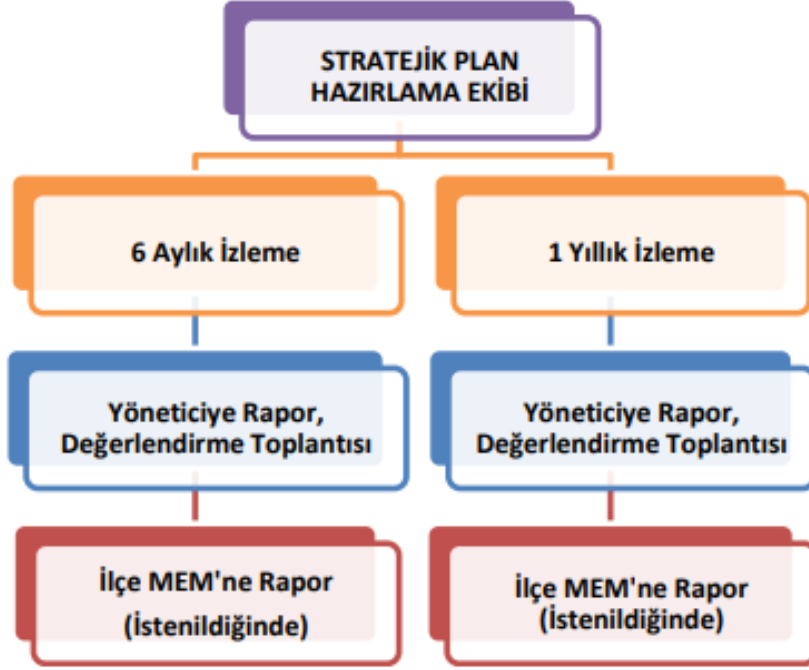 STRATEJİK PLAN
HAZIRLAMA EKİBİ
6 Aylık İzleme
1 Yıllık İzleme
Yöneticiye Rapor,
Değerlendirme Toplantısı
Yöneticiye Rapor,
Değerlendirme Toplantısı
İlçe MEM'ne Rapor
(İstenildiğinde)
İlçe MEM'ne Rapor
(İstenildiğinde)